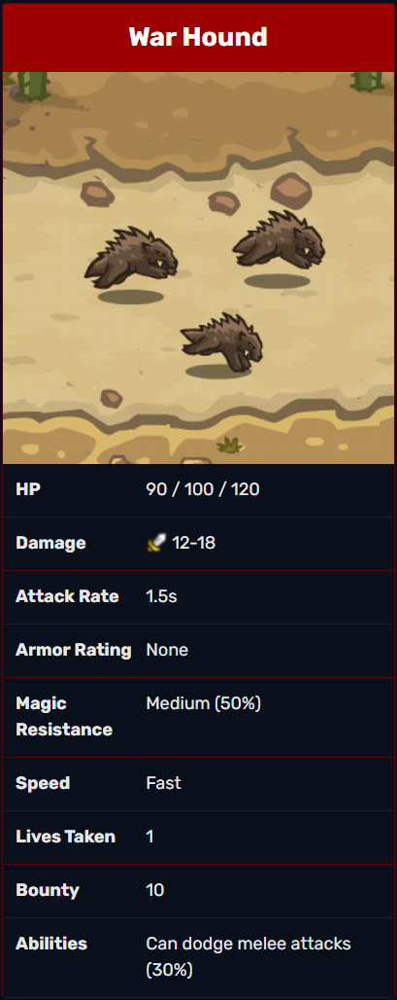 War Hound
HP 90 / 100 / 120
Damage 12-18
Attack Rate 1.5s
Armor Rating None
Magic Medium (50%)
Resistance
Speed Fast
Lives Taken 1
Bounty 10
Abilities Can dodge melee attacks
(30%)